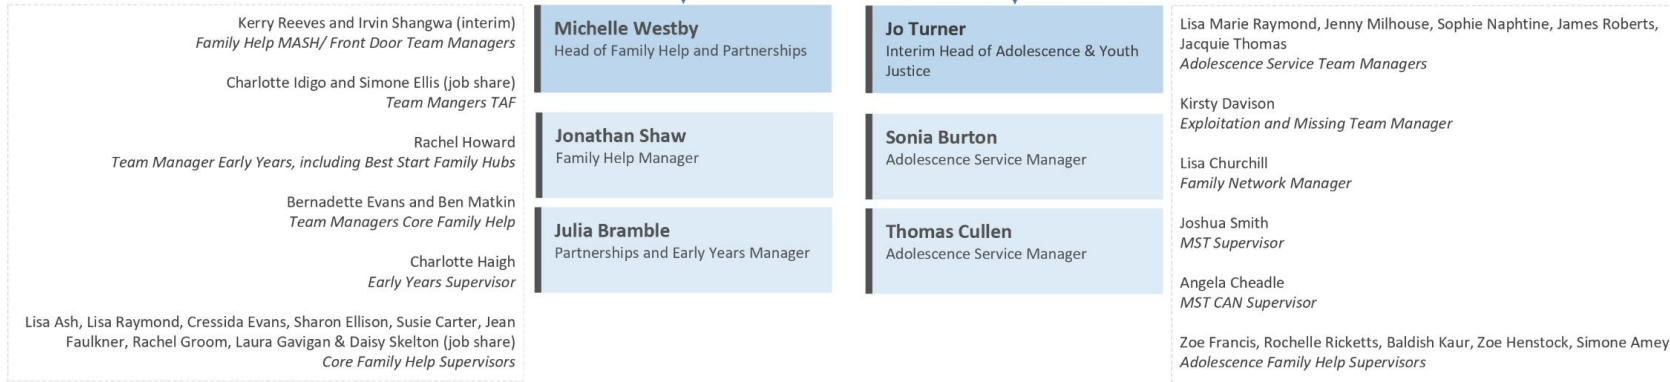 Kerry Reeves and Irvin Shangwa (interim)
Family Help MASH/ Front Door Team Managers
Charlotte Idigo and Simone Ellis (job share)
Team Mangers TAF
Rachel Howard
Team Manager Early Years, including Best Start Family Hubs
Bernadette Evans and Ben Matkin
Team Managers Core Family Help
Charlotte Haigh
Early Years Supervisor
Lisa Ash, Lisa Raymond, Cressida Evans, Sharon Ellison, Susie Carter, Jean
Faulkner, Rachel Groom, Laura Gavigan & Daisy Skelton (job share)
Core Family Help Supervisors
Michelle Westby
Head of Family Help and Partnerships
Jonathan Shaw
Family Help Manager
Julia Bramble
Partnerships and Early Years Manager
Jo Turner
Interim Head of Adolescence & Youth
Justice
Sonia Burton
Adolescence Service Manager
Thomas Cullen
Adolescence Service Manager
Lisa Marie Raymond, Jenny Milhouse, Sophie Naphtine, James Roberts,
Jacquie Thomas
Adolescence Service Team Managers
Kirsty Davison
Exploitation and Missing Team Manager
Lisa Churchill
Family Network Manager
Joshua Smith
MST Supervisor
Angela Cheadle
MST CAN Supervisor
Zoe Francis, Rochelle Ricketts, Baldish Kaur, Zoe Henstock, Simone Amey
Adolescence Family Help Supervisors